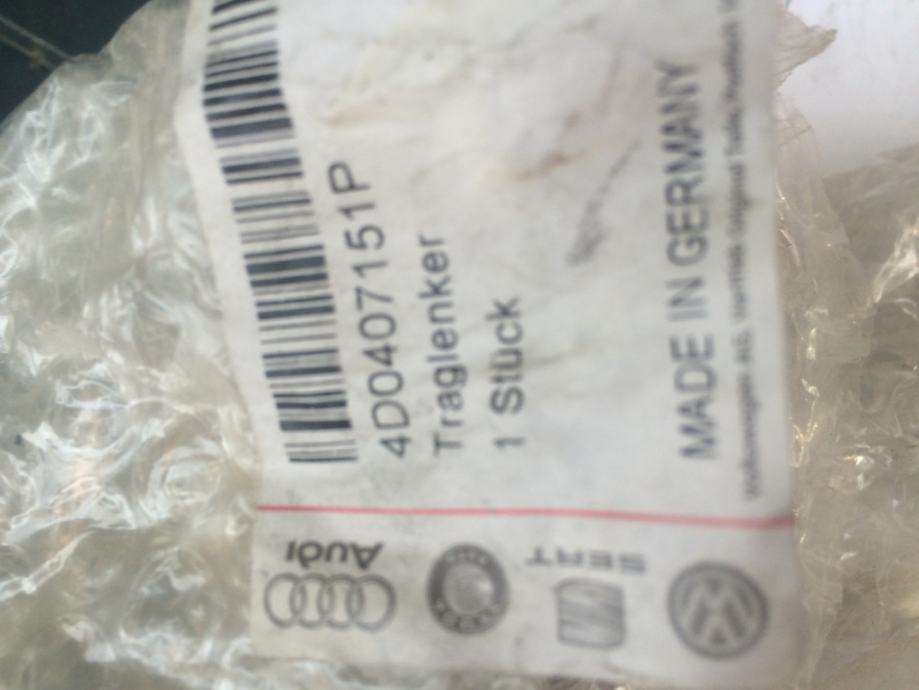 4D0407151P
Traglenker
1 Stück
MADE IN GERMANY
Audi
SEAT